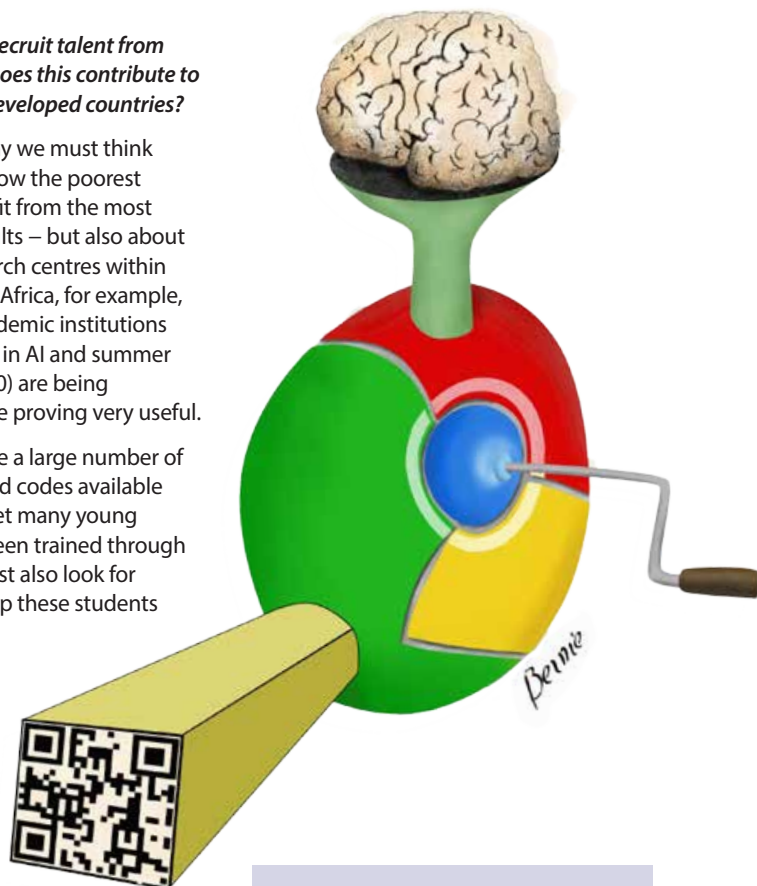 ecruit talent from
oes this contribute to
eveloped countries?
y we must think
ow the poorest
fit from the most
ults – but also about
rch centres within
Africa, for example,
demic institutions
in AI and summer
0) are being
e proving very useful.
e a large number of
d codes available
et many young
een trained through
st also look for
p these students
Bernie